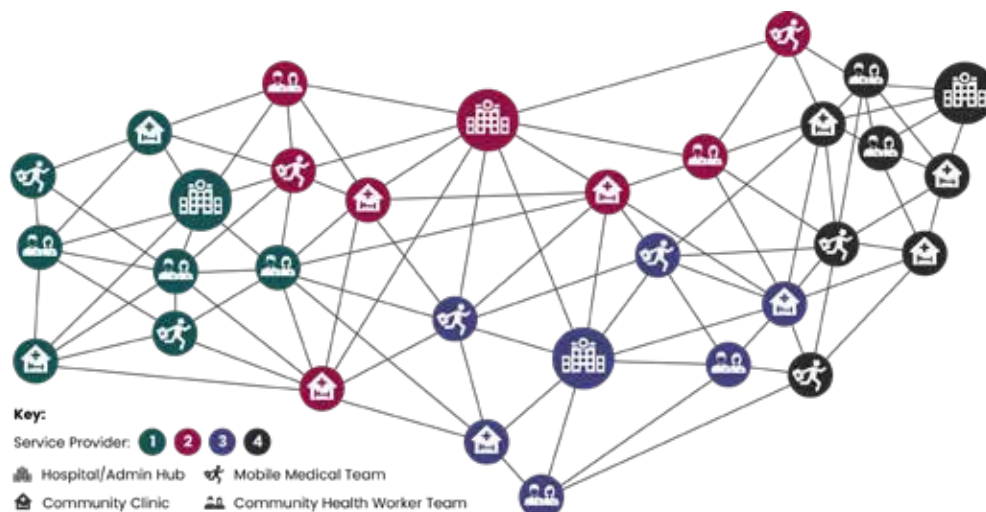 Key:
Service Provider: 1 2 3 4
Hospital/Admin Hub Mobile Medical Team
Community Clinic Community Health Worker Team